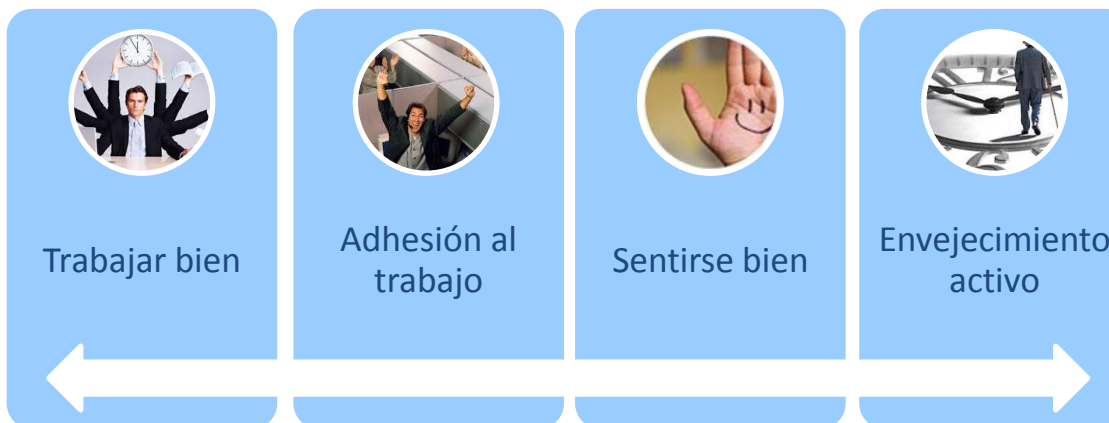 Trabajar bien
Adhesión al
trabajo
Sentirse bien
Envejecimiento
activo